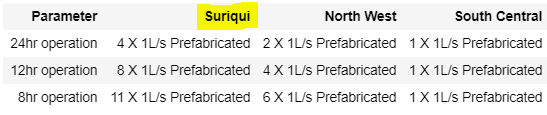 Parameter Suriqui North West South Central
24hr operation 4 X 1L/s Prefabricated 2 X 1L/s Prefabricated 1 X 1L/s Prefabricated
12hr operation 8 X 1L/s Prefabricated 4 X 1L/s Prefabricated 1 X 1L/s Prefabricated
8hr operation 11 X 1L/s Prefabricated 6 X 1L/s Prefabricated 1 X 1L/s Prefabricated